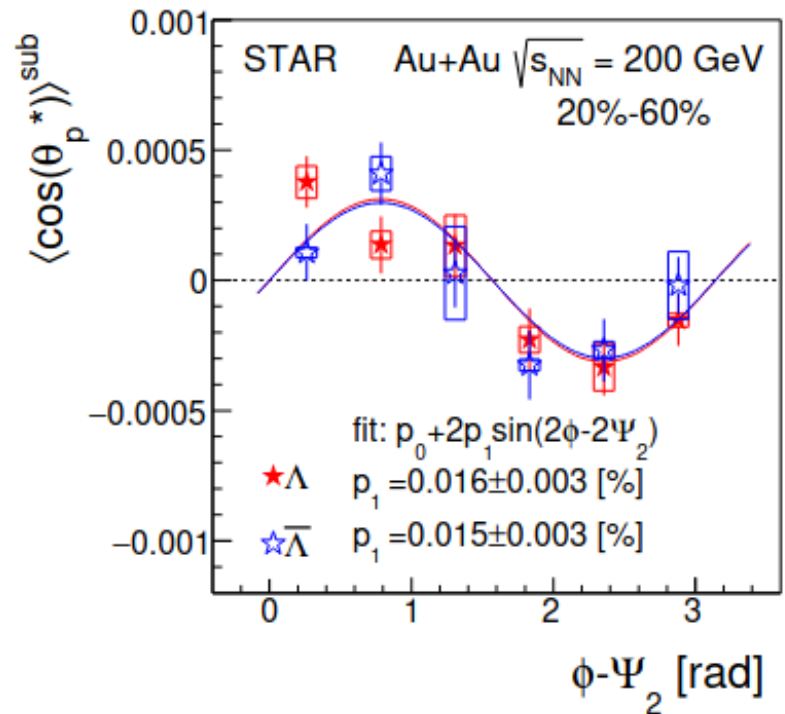 ⟨cos(θp*)⟩sub
0.001
0.0005
0
−0.0005
−0.001
STAR Au+Au √sNN = 200 GeV
20%-60%
fit: p0+2p1sin(2ϕ-2Ψ2)
★Λ p1 =0.016±0.003 [%]
☆Λ̅ p1 =0.015±0.003 [%]
0 1 2 3
ϕ-Ψ2 [rad]